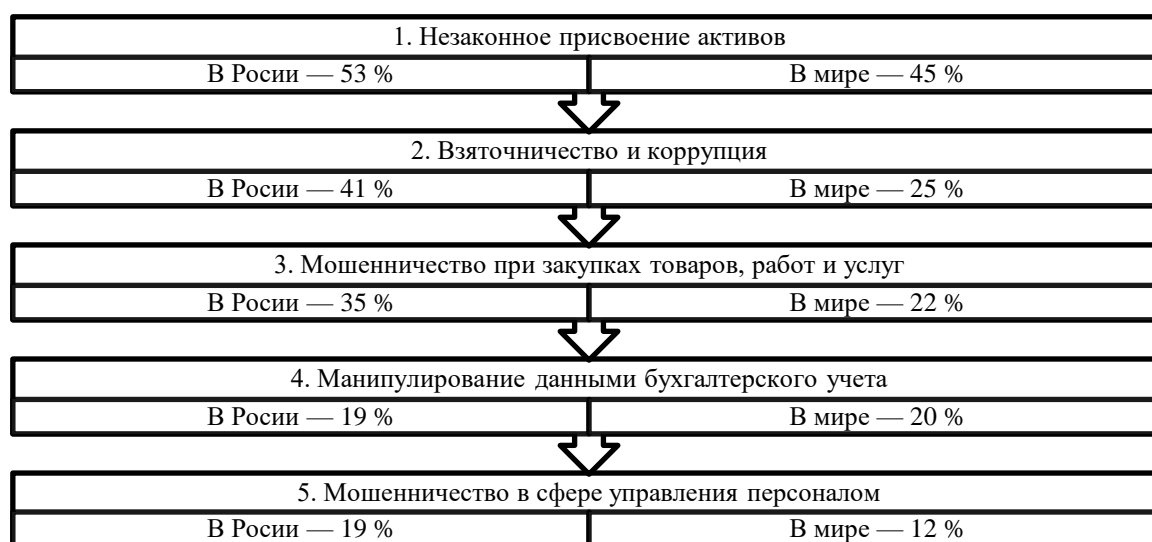 1. Незаконное присвоение активов
В Росии — 53 % В мире — 45 %
2. Взяточничество и коррупция
В Росии — 41 % В мире — 25 %
3. Мошенничество при закупках товаров, работ и услуг
В Росии — 35 % В мире — 22 %
4. Манипулирование данными бухгалтерского учета
В Росии — 19 % В мире — 20 %
5. Мошенничество в сфере управления персоналом
В Росии — 19 % В мире — 12 %